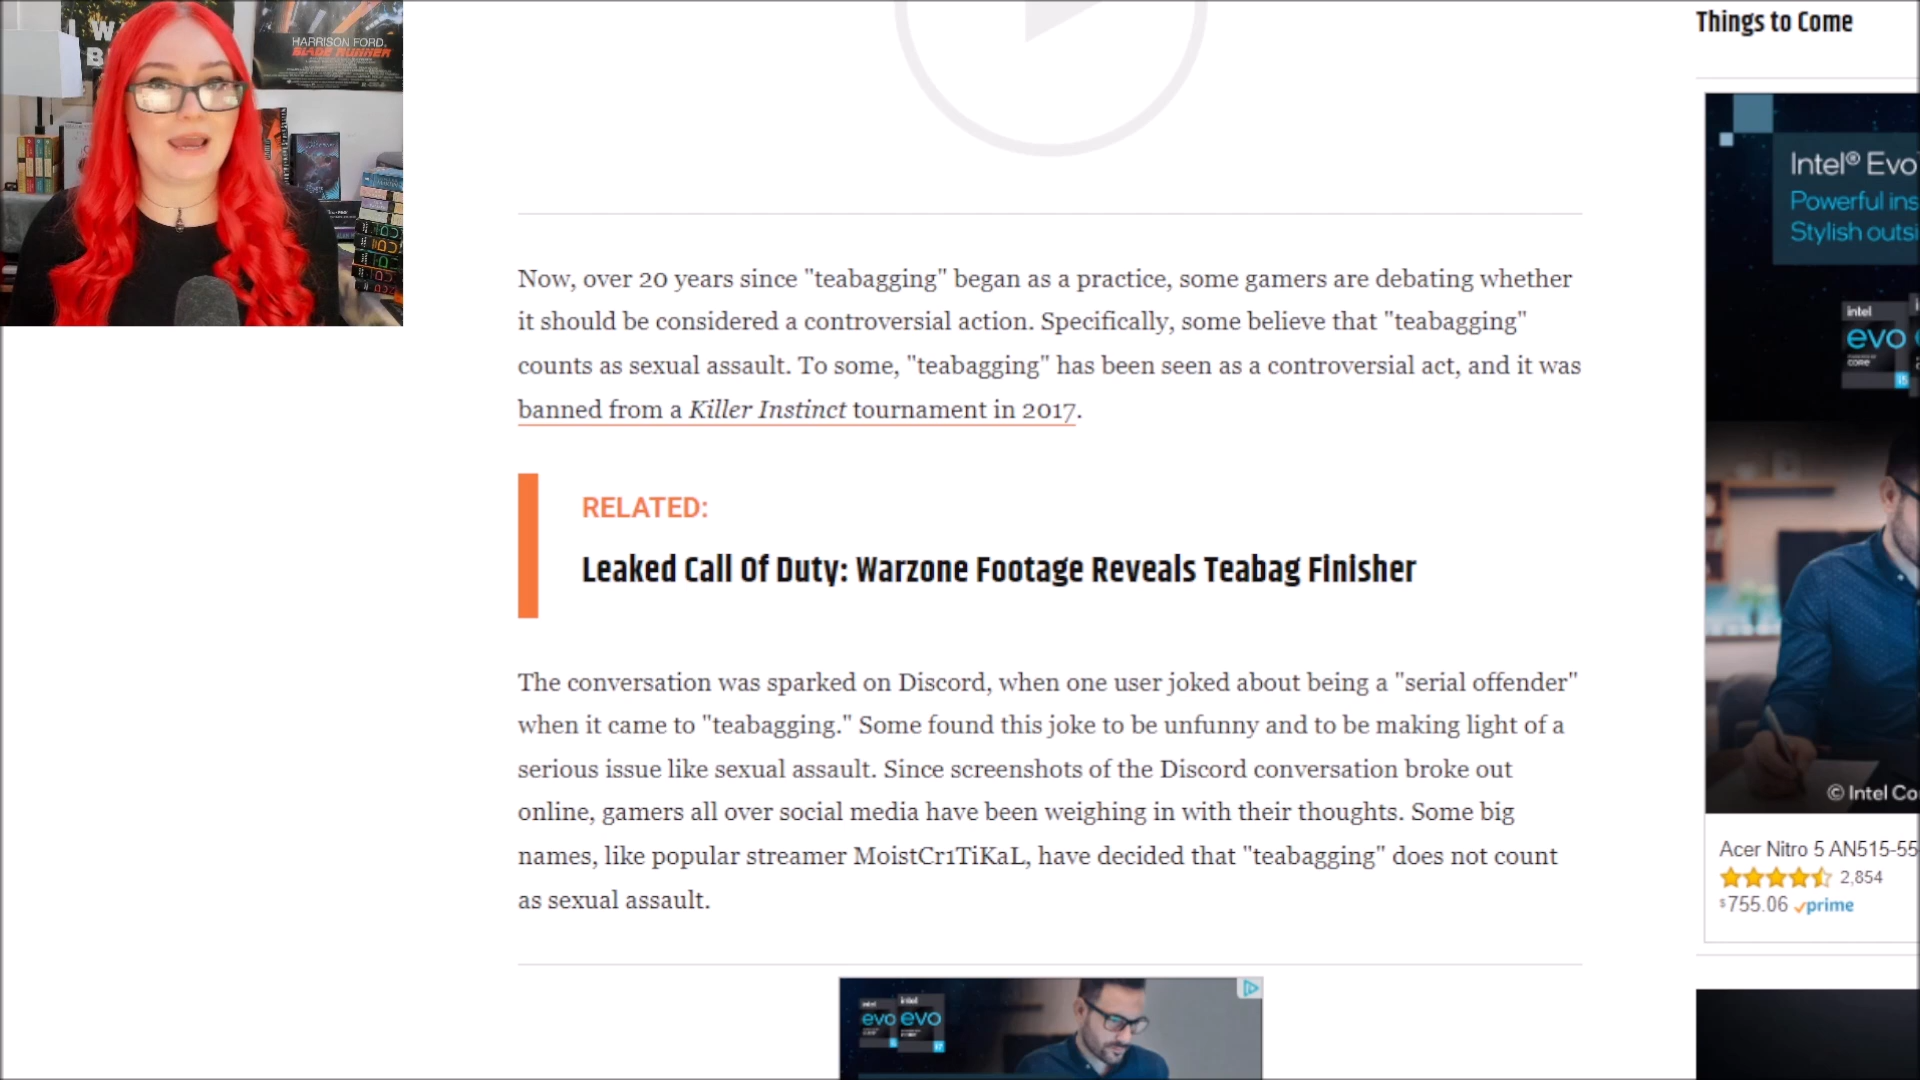 HARRISON FORD
BLADE RUNNER
Things to Come
Intel® Evo
Powerful ins
Stylish outsi
intel
evo
Now, over 20 years since "teabagging" began as a practice, some gamers are debating whether
it should be considered a controversial action. Specifically, some believe that "teabagging"
counts as sexual assault. To some, "teabagging" has been seen as a controversial act, and it was
banned from a Killer Instinct tournament in 2017.
RELATED:
Leaked Call Of Duty: Warzone Footage Reveals Teabag Finisher
The conversation was sparked on Discord, when one user joked about being a "serial offender"
when it came to "teabagging." Some found this joke to be unfunny and to be making light of a
serious issue like sexual assault. Since screenshots of the Discord conversation broke out
online, gamers all over social media have been weighing in with their thoughts. Some big
names, like popular streamer MoistCr1TiKaL, have decided that "teabagging" does not count
as sexual assault.
© Intel Co
Acer Nitro 5 AN515-55
2,854
$755.06 prime
intel intel
evo evo